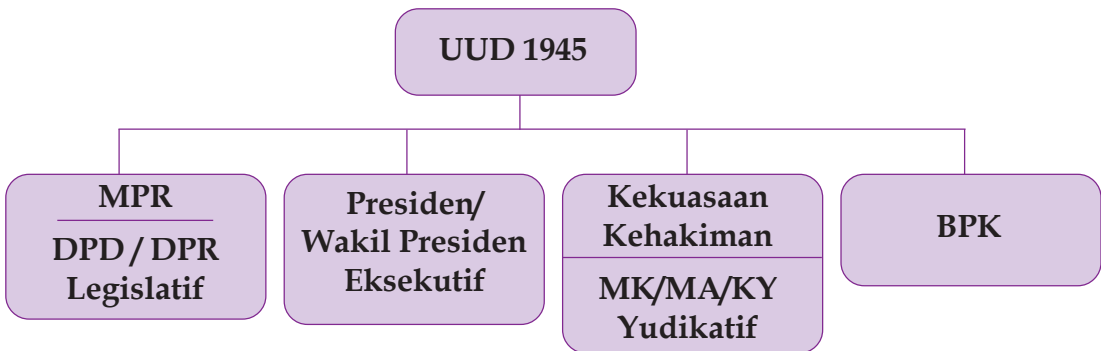 UUD 1945
MPR
DPD / DPR
Legislatif
Presiden/
Wakil Presiden
Eksekutif
Kekuasaan
Kehakiman
MK/MA/KY
Yudikatif
BPK